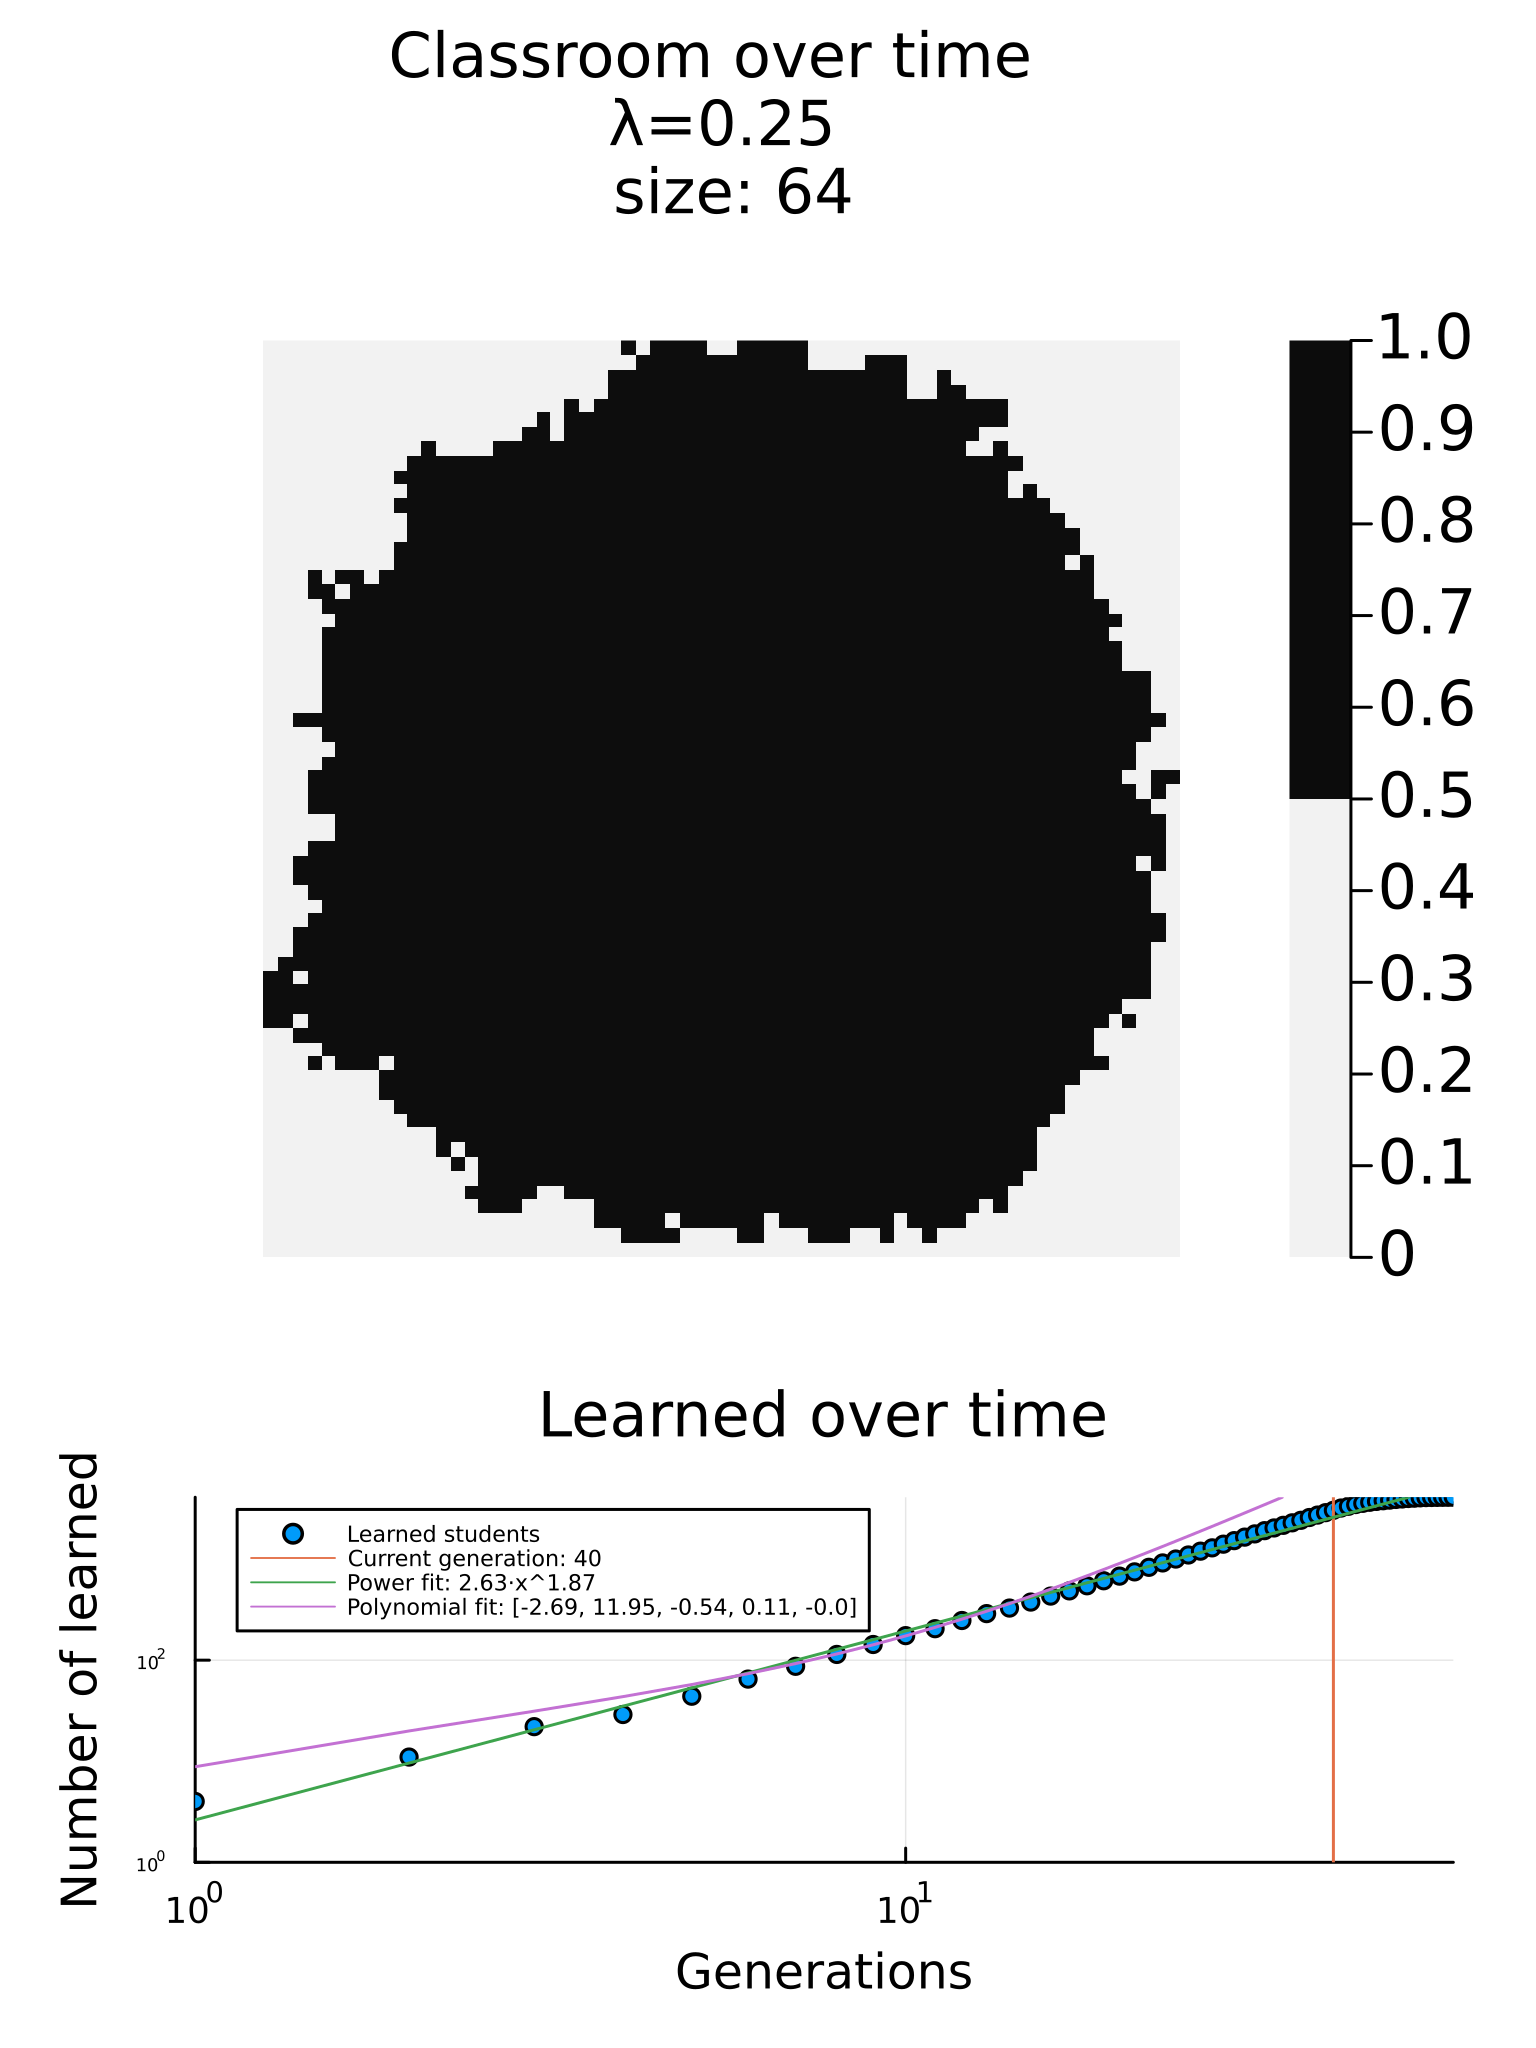 Classroom over time
λ=0.25
size: 64
1.0
0.9
0.8
0.7
0.6
0.5
0.4
0.3
0.2
0.1
0
Learned over time
Number of learned
Learned students
Current generation: 40
Power fit: 2.63·x^1.87
Polynomial fit: [-2.69, 11.95, -0.54, 0.11, -0.0]
10²
10⁰
10⁰ 10¹
Generations